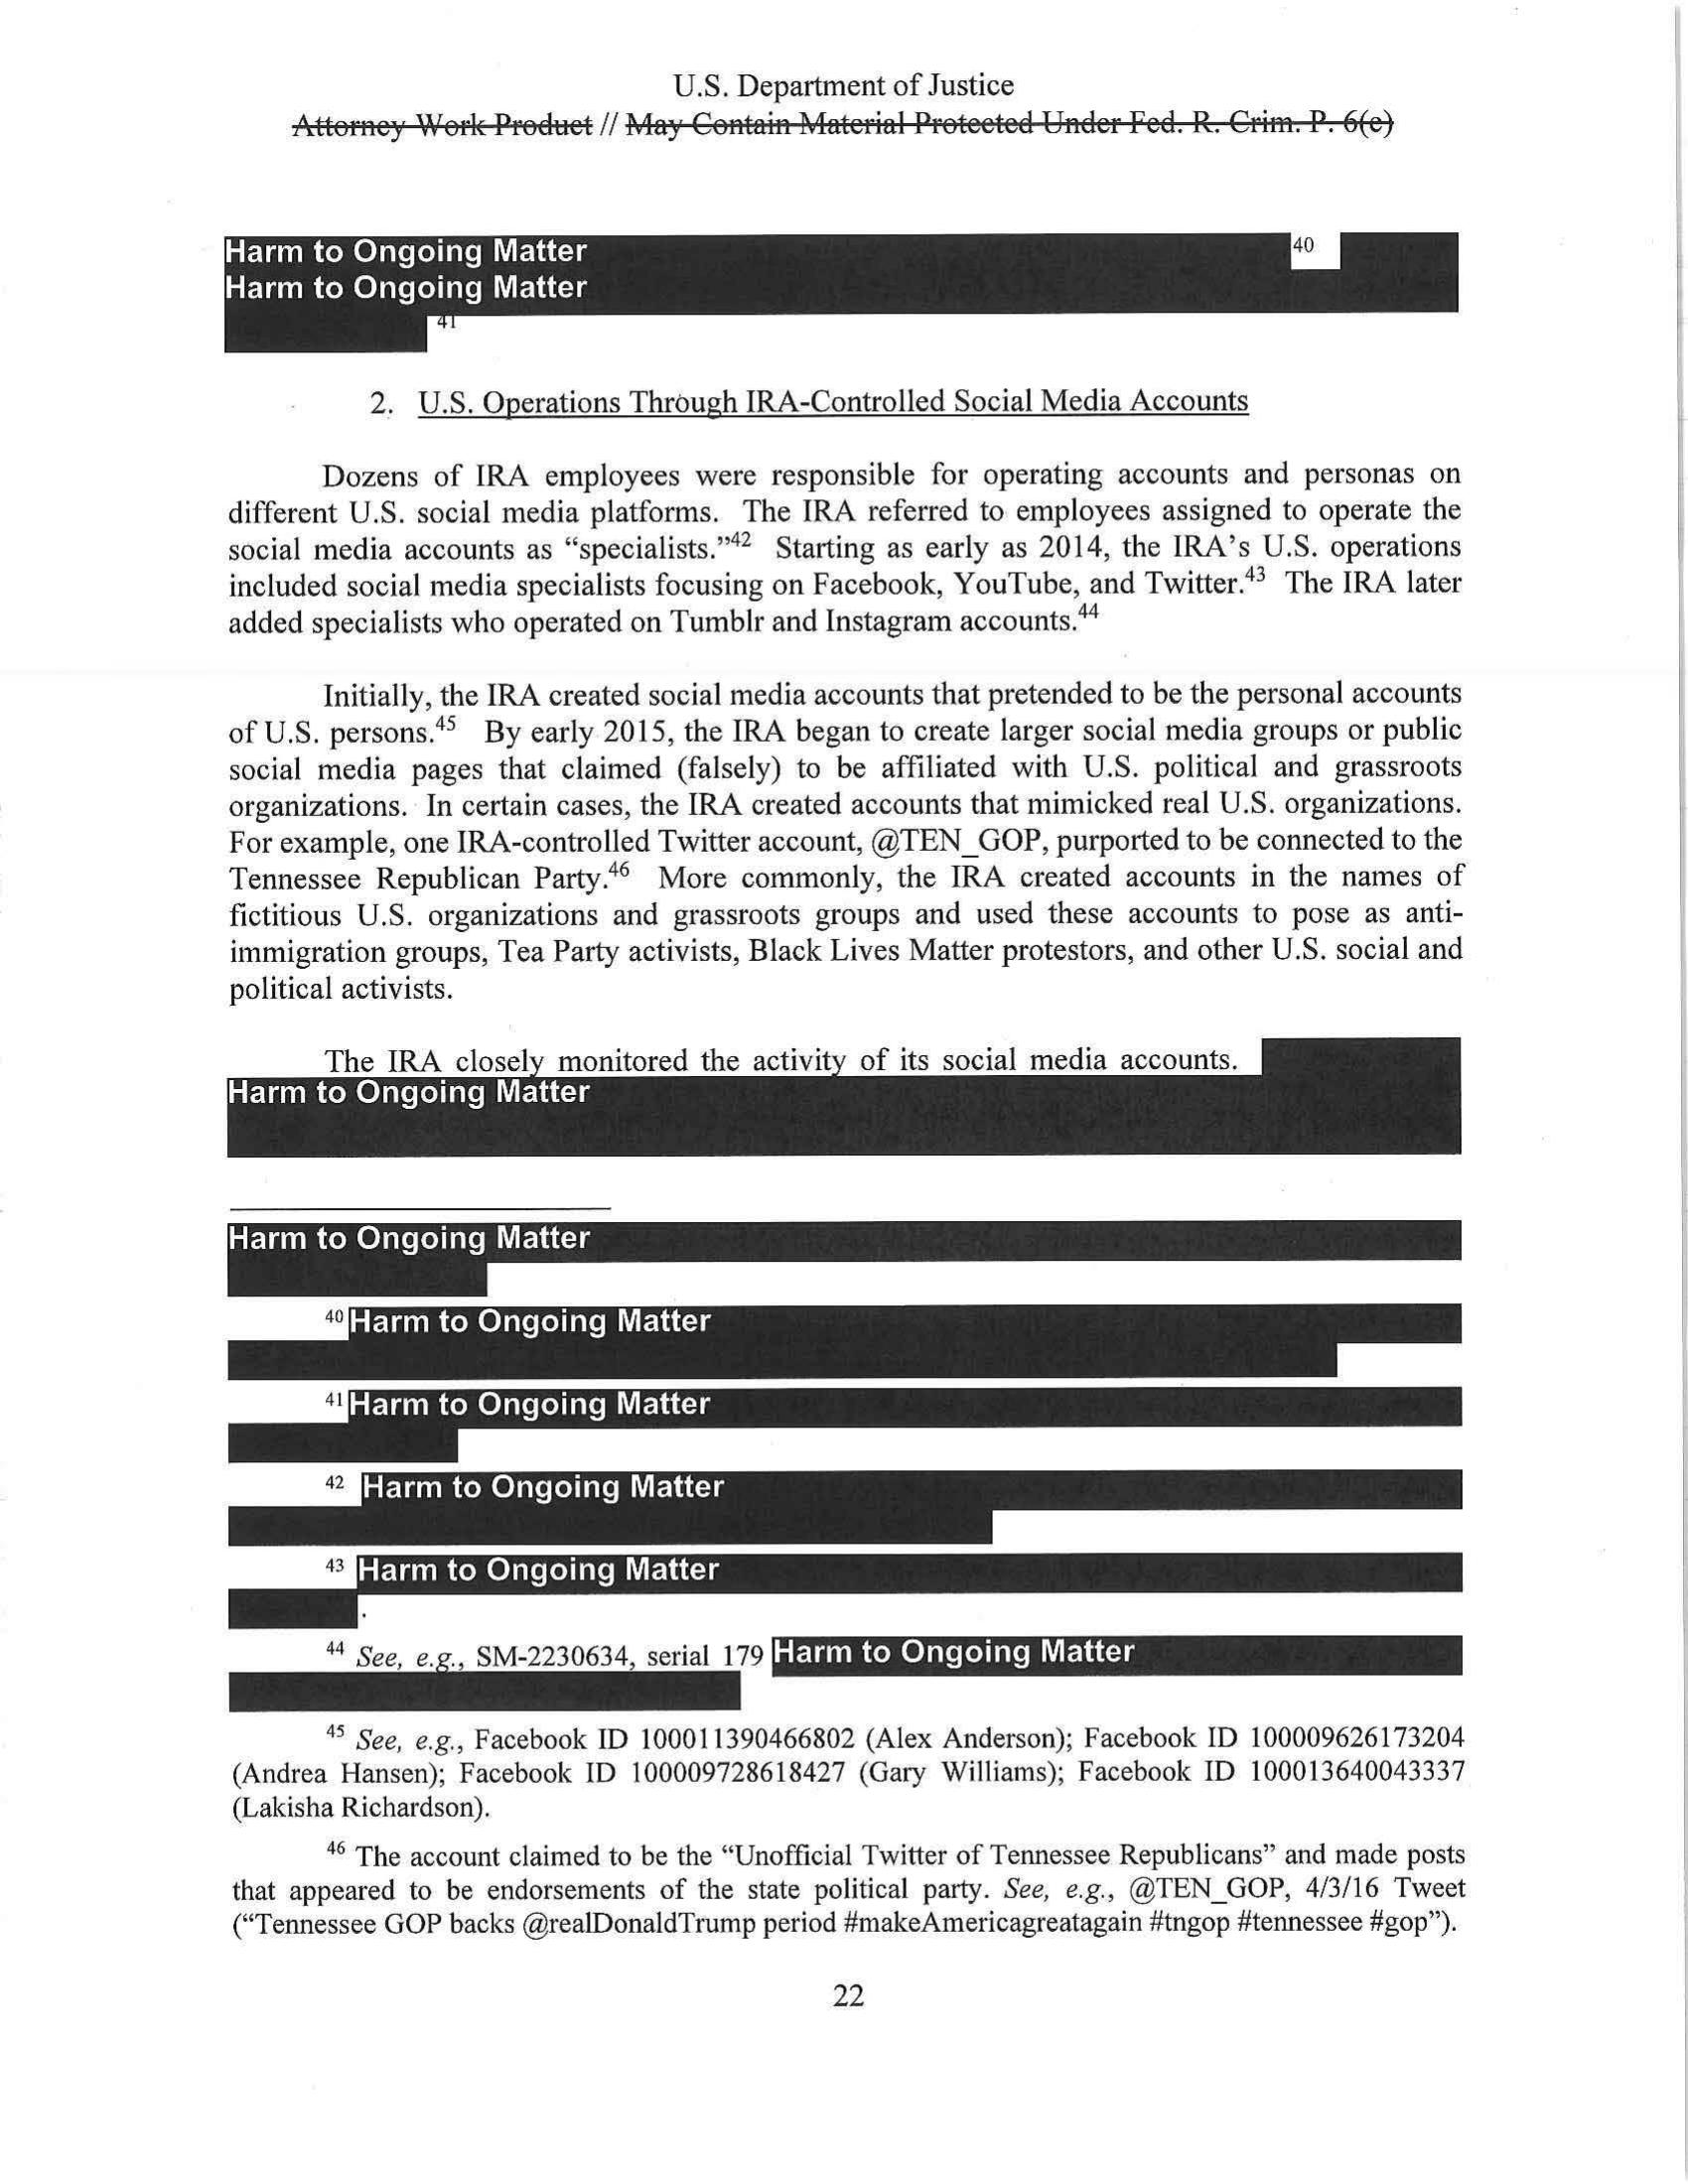 U.S. Department of Justice
Attorney Work Product // May Contain Material Protected Under Fed. R. Crim. P. 6(e)
Harm to Ongoing Matter 40
Harm to Ongoing Matter
41
2. U.S. Operations Through IRA-Controlled Social Media Accounts
Dozens of IRA employees were responsible for operating accounts and personas on
different U.S. social media platforms. The IRA referred to employees assigned to operate the
social media accounts as “specialists.”42 Starting as early as 2014, the IRA’s U.S. operations
included social media specialists focusing on Facebook, YouTube, and Twitter.43 The IRA later
added specialists who operated on Tumblr and Instagram accounts.44
Initially, the IRA created social media accounts that pretended to be the personal accounts
of U.S. persons.45 By early 2015, the IRA began to create larger social media groups or public
social media pages that claimed (falsely) to be affiliated with U.S. political and grassroots
organizations. In certain cases, the IRA created accounts that mimicked real U.S. organizations.
For example, one IRA-controlled Twitter account, @TEN_GOP, purported to be connected to the
Tennessee Republican Party.46 More commonly, the IRA created accounts in the names of
fictitious U.S. organizations and grassroots groups and used these accounts to pose as anti-
immigration groups, Tea Party activists, Black Lives Matter protestors, and other U.S. social and
political activists.
The IRA closely monitored the activity of its social media accounts.
Harm to Ongoing Matter
Harm to Ongoing Matter
40 Harm to Ongoing Matter
41 Harm to Ongoing Matter
42 Harm to Ongoing Matter
43 Harm to Ongoing Matter
.
44 See, e.g., SM-2230634, serial 179 Harm to Ongoing Matter
45 See, e.g., Facebook ID 100011390466802 (Alex Anderson); Facebook ID 100009626173204
(Andrea Hansen); Facebook ID 100009728618427 (Gary Williams); Facebook ID 100013640043337
(Lakisha Richardson).
46 The account claimed to be the “Unofficial Twitter of Tennessee Republicans” and made posts
that appeared to be endorsements of the state political party. See, e.g., @TEN_GOP, 4/3/16 Tweet
(“Tennessee GOP backs @realDonaldTrump period #makeAmericagreatagain #tngop #tennessee #gop”).
22